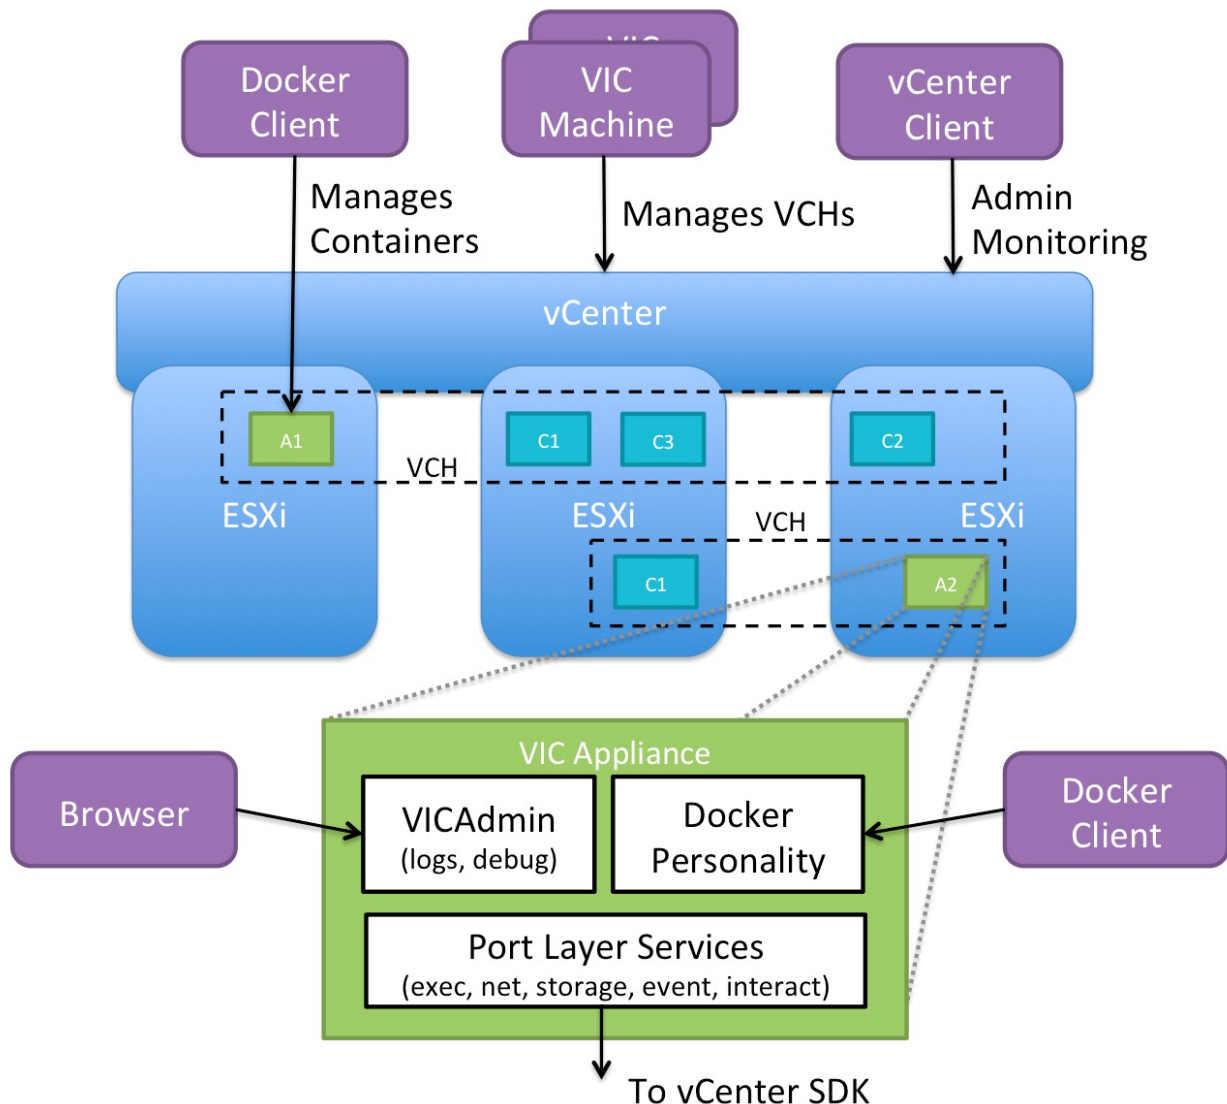 Docker
Client
VIC
VIC
Machine
vCenter
Client
Manages
Containers
Manages VCHs
Admin
Monitoring
vCenter
A1
C1
C3
C2
VCH
ESXi
ESXi
ESXi
VCH
C1
A2
VIC Appliance
Browser
VICAdmin
(logs, debug)
Docker
Personality
Docker
Client
Port Layer Services
(exec, net, storage, event, interact)
To vCenter SDK